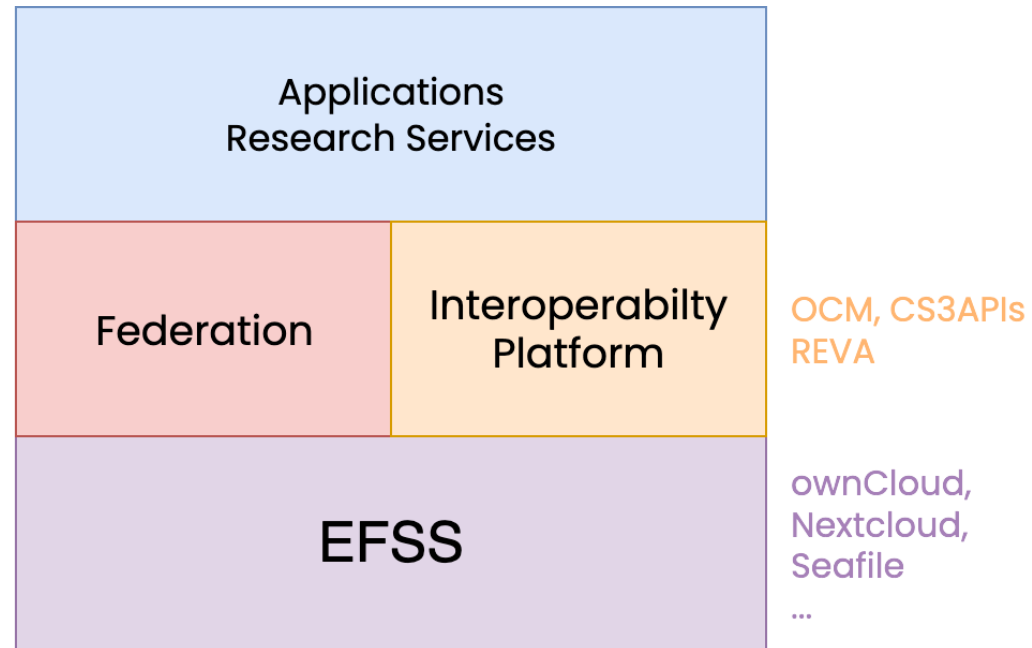 Applications
Research Services
Federation
Interoperabilty
Platform
OCM, CS3APIs
REVA
EFSS
ownCloud,
Nextcloud,
Seafile
...